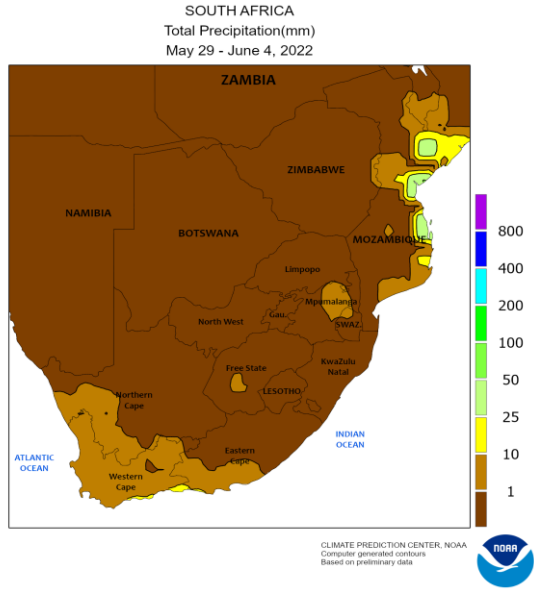 SOUTH AFRICA
Total Precipitation(mm)
May 29 - June 4, 2022
ZAMBIA
ZIMBABWE
NAMIBIA
BOTSWANA
MOZAMBIQUE
Limpopo
Mpumalanga
North West
Gau.
SWAZ.
Free State
KwaZulu
Natal
LESOTHO
Northern
Cape
Eastern
Cape
Western
Cape
ATLANTIC
OCEAN
INDIAN
OCEAN
800
400
200
100
50
25
10
1
CLIMATE PREDICTION CENTER, NOAA
Computer generated contours
Based on preliminary data
NOAA